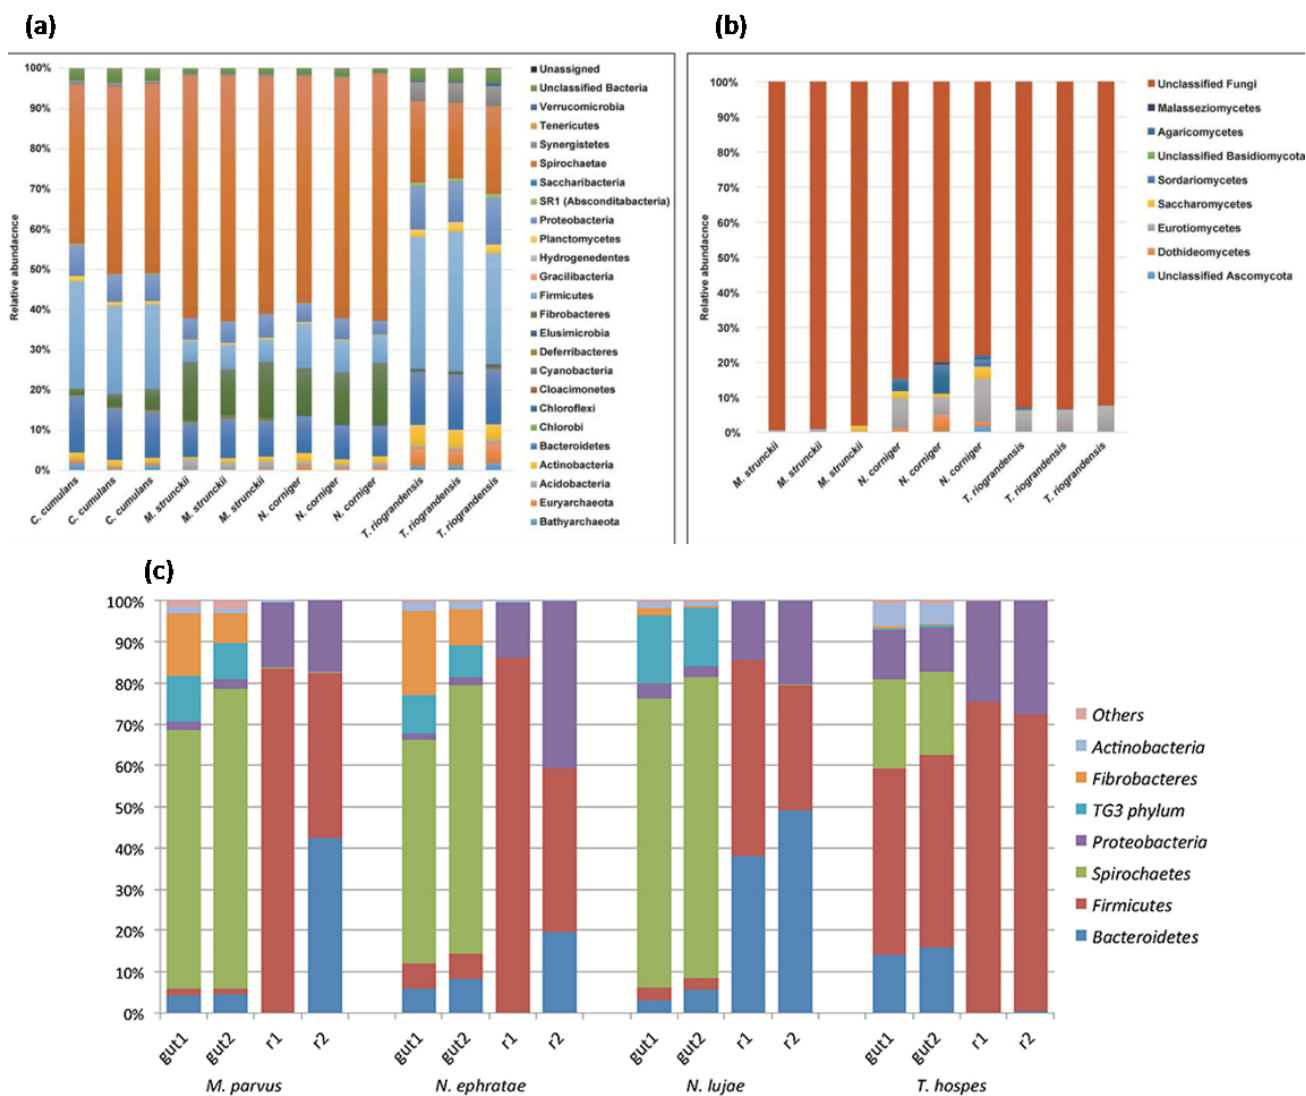 (a)
100%
90%
80%
70%
60%
50%
40%
30%
20%
10%
0%
Relative abundacnce
C. cumulans
C. cumulans
C. cumulans
M. strunckii
M. strunckii
M. strunckii
N. corniger
N. corniger
N. corniger
T. riograndensis
T. riograndensis
T. riograndensis
Unassigned
Unclassified Bacteria
Verrucomicrobia
Tenericutes
Synergistetes
Spirochaetae
Saccharibacteria
SR1 (Absconditabacteria)
Proteobacteria
Planctomycetes
Hydrogenedentes
Gracilibacteria
Firmicutes
Fibrobacteres
Elusimicrobia
Deferribacteres
Cyanobacteria
Cloacimonetes
Chloroflexi
Chlorobi
Bacteroidetes
Actinobacteria
Acidobacteria
Euryarchaeota
Bathyarchaeota
(b)
100%
90%
80%
70%
60%
50%
40%
30%
20%
10%
0%
Relative abundacnce
M. strunckii
M. strunckii
M. strunckii
N. corniger
N. corniger
N. corniger
T. riograndensis
T. riograndensis
T. riograndensis
Unclassified Fungi
Malasseziomycetes
Agaricomycetes
Unclassified Basidiomycota
Sordariomycetes
Saccharomycetes
Eurotiomycetes
Dothideomycetes
Unclassified Ascomycota
(c)
100%
90%
80%
70%
60%
50%
40%
30%
20%
10%
0%
gut1
gut2
r1
r2
gut1
gut2
r1
r2
gut1
gut2
r1
r2
gut1
gut2
r1
r2
M. parvus
N. ephratae
N. lujae
T. hospes
Others
Actinobacteria
Fibrobacteres
TG3 phylum
Proteobacteria
Spirochaetes
Firmicutes
Bacteroidetes